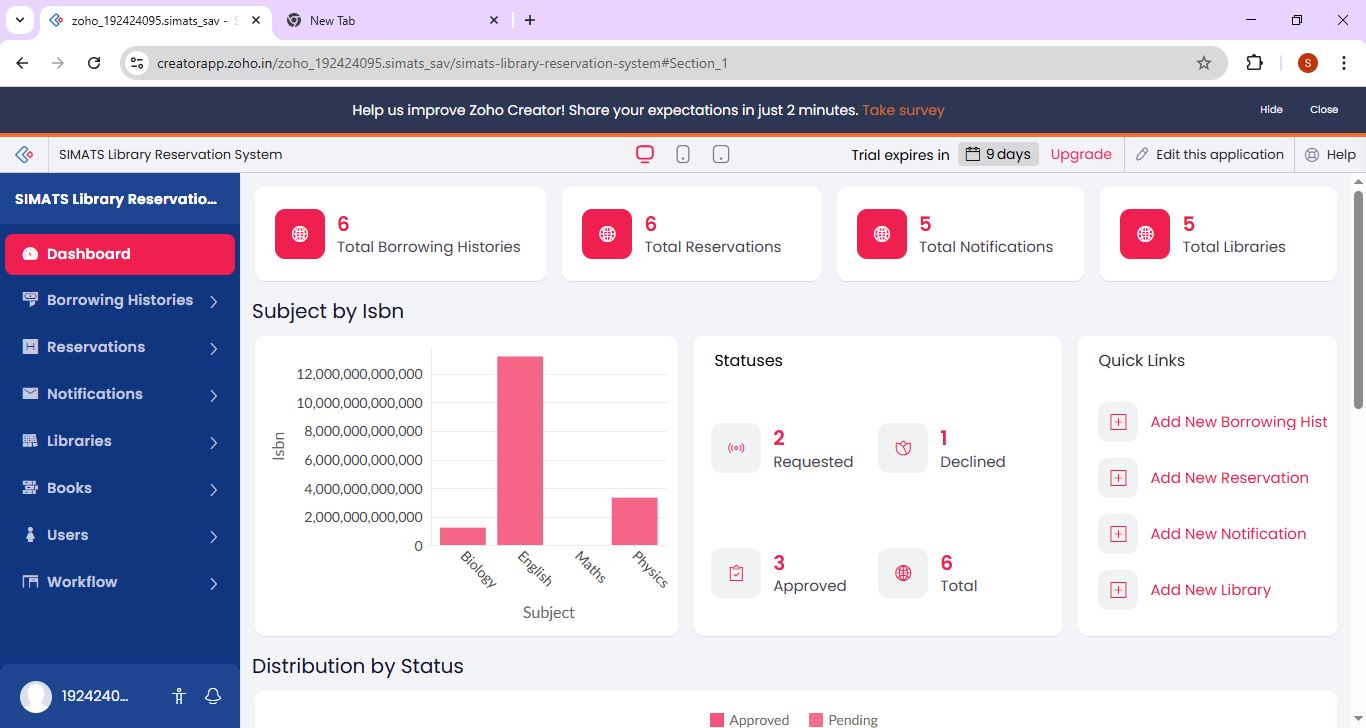 zoho_192424095.simats_sav -
New Tab
creatorapp.zoho.in/zoho_192424095.simats_sav/simats-library-reservation-system#Section_1
S
Help us improve Zoho Creator! Share your expectations in just 2 minutes. Take survey
Hide
Close
SIMATS Library Reservation System
Trial expires in 9 days Upgrade
Edit this application
Help
SIMATS Library Reservatio...
Dashboard
Borrowing Histories
Reservations
Notifications
Libraries
Books
Users
Workflow
1924240...
6
Total Borrowing Histories
6
Total Reservations
5
Total Notifications
5
Total Libraries
Subject by Isbn
Isbn
12,000,000,000,000
10,000,000,000,000
8,000,000,000,000
6,000,000,000,000
4,000,000,000,000
2,000,000,000,000
0
Biology
English
Maths
Physics
Subject
Statuses
2
Requested
1
Declined
3
Approved
6
Total
Quick Links
Add New Borrowing Hist
Add New Reservation
Add New Notification
Add New Library
Distribution by Status
Approved
Pending